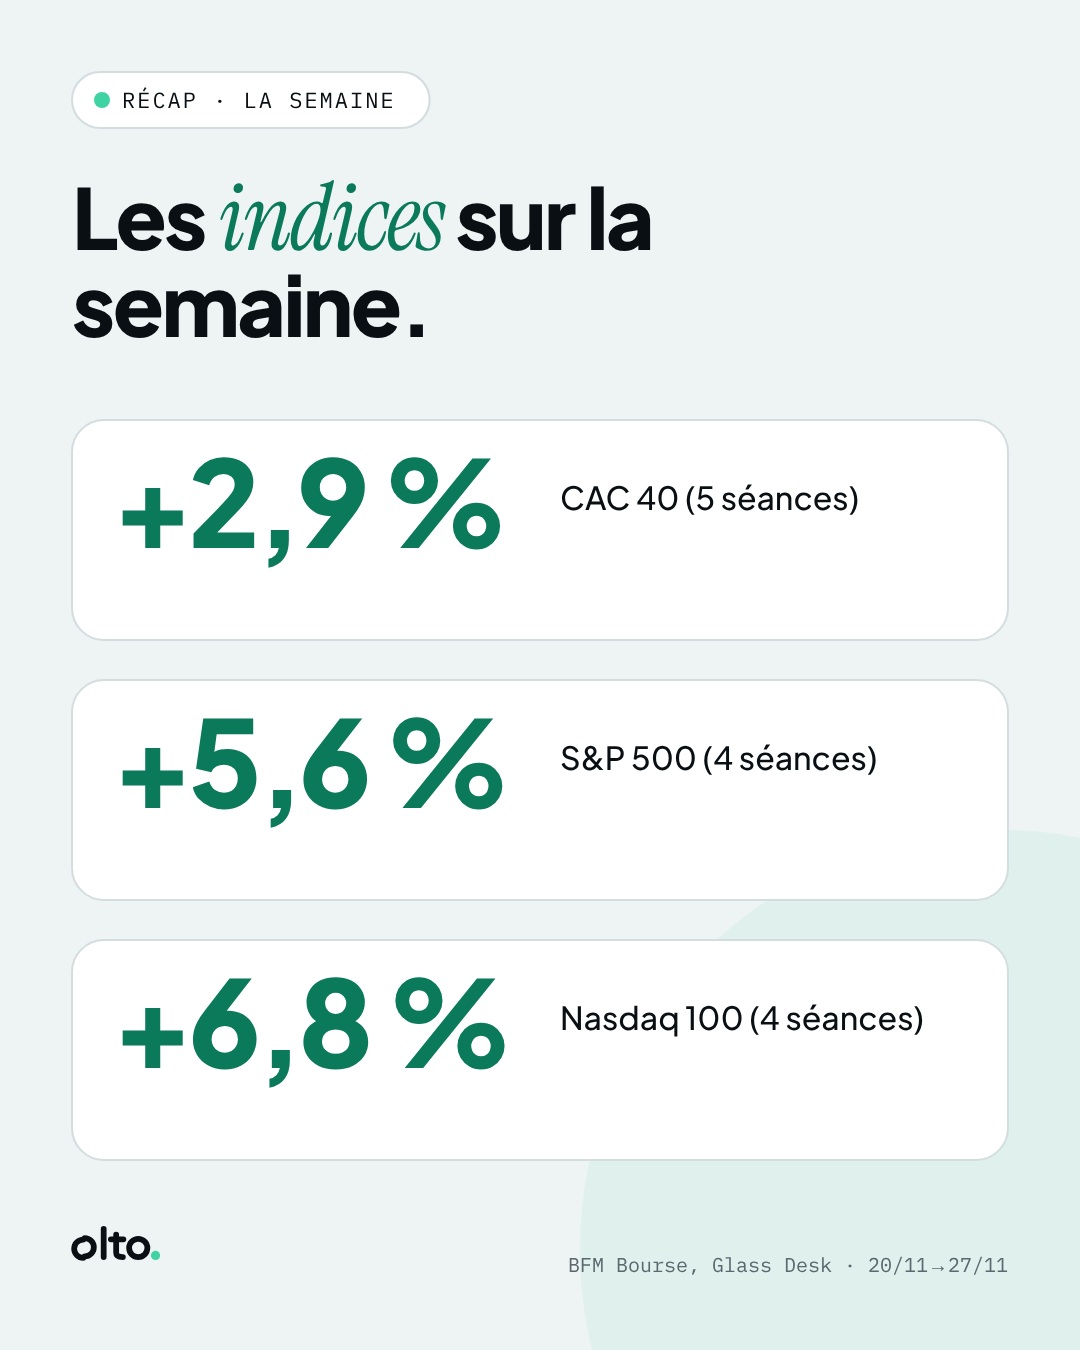 RÉCAP · LA SEMAINE
Les indices sur la
semaine.
+2,9 % CAC 40 (5 séances)
+5,6 % S&P 500 (4 séances)
+6,8 % Nasdaq 100 (4 séances)
olto.
BFM Bourse, Glass Desk · 20/11→27/11